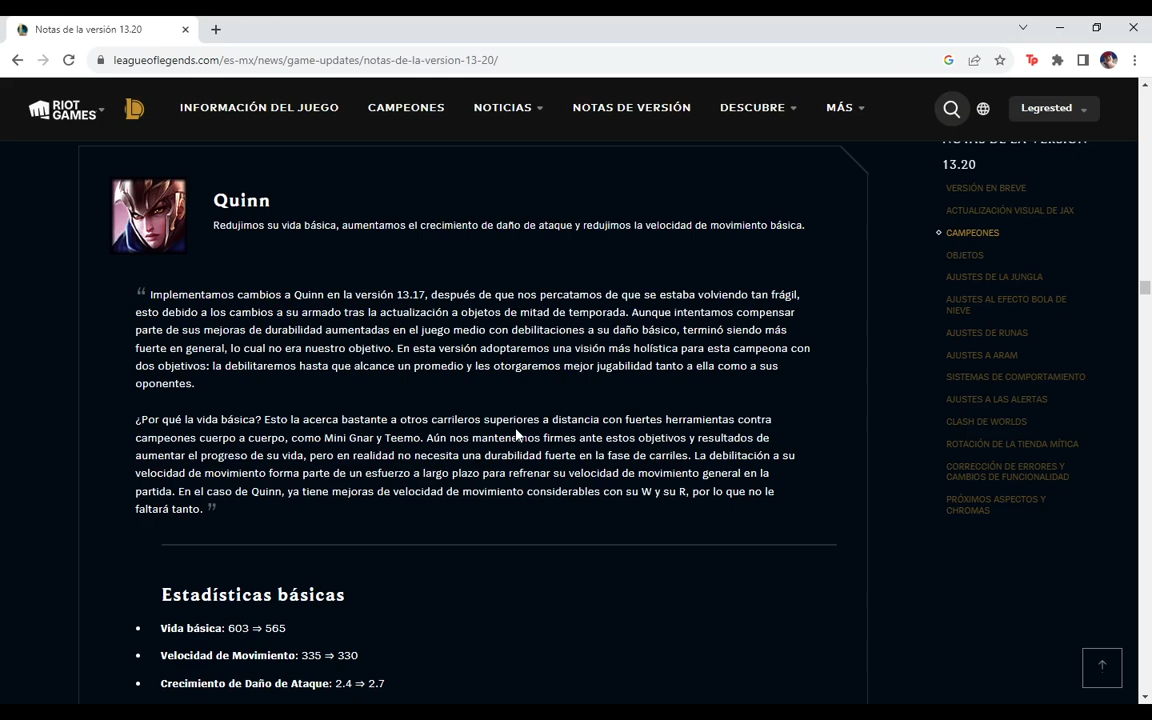 Notas de la versión 13.20
leagueoflegends.com/es-mx/news/game-updates/notas-de-la-version-13-20/
RIOT GAMES
INFORMACIÓN DEL JUEGO
CAMPEONES
NOTICIAS
NOTAS DE VERSIÓN
DESCUBRE
MÁS
Legrested
Quinn
Redujimos su vida básica, aumentamos el crecimiento de daño de ataque y redujimos la velocidad de movimiento básica.
“ Implementamos cambios a Quinn en la versión 13.17, después de que nos percatamos de que se estaba volviendo tan frágil,
esto debido a los cambios a su armado tras la actualización a objetos de mitad de temporada. Aunque intentamos compensar
parte de sus mejoras de durabilidad aumentadas en el juego medio con debilitaciones a su daño básico, terminó siendo más
fuerte en general, lo cual no era nuestro objetivo. En esta versión adoptaremos una visión más holística para esta campeona con
dos objetivos: la debilitaremos hasta que alcance un promedio y les otorgaremos mejor jugabilidad tanto a ella como a sus
oponentes.
¿Por qué la vida básica? Esto la acerca bastante a otros carrileros superiores a distancia con fuertes herramientas contra
campeones cuerpo a cuerpo, como Mini Gnar y Teemo. Aún nos mantenemos firmes ante estos objetivos y resultados de
aumentar el progreso de su vida, pero en realidad no necesita una durabilidad fuerte en la fase de carriles. La debilitación a su
velocidad de movimiento forma parte de un esfuerzo a largo plazo para refrenar su velocidad de movimiento general en la
partida. En el caso de Quinn, ya tiene mejoras de velocidad de movimiento considerables con su W y su R, por lo que no le
faltará tanto. ”
Estadísticas básicas
• Vida básica: 603 ⇒ 565
• Velocidad de Movimiento: 335 ⇒ 330
• Crecimiento de Daño de Ataque: 2.4 ⇒ 2.7
NOTAS DE LA VERSIÓN
13.20
VERSIÓN EN BREVE
ACTUALIZACIÓN VISUAL DE JAX
CAMPEONES
OBJETOS
AJUSTES DE LA JUNGLA
AJUSTES AL EFECTO BOLA DE
NIEVE
AJUSTES DE RUNAS
AJUSTES A ARAM
SISTEMAS DE COMPORTAMIENTO
AJUSTES A LAS ALERTAS
CLASH DE WORLDS
ROTACIÓN DE LA TIENDA MÍTICA
CORRECCIÓN DE ERRORES Y
CAMBIOS DE FUNCIONALIDAD
PRÓXIMOS ASPECTOS Y
CHROMAS